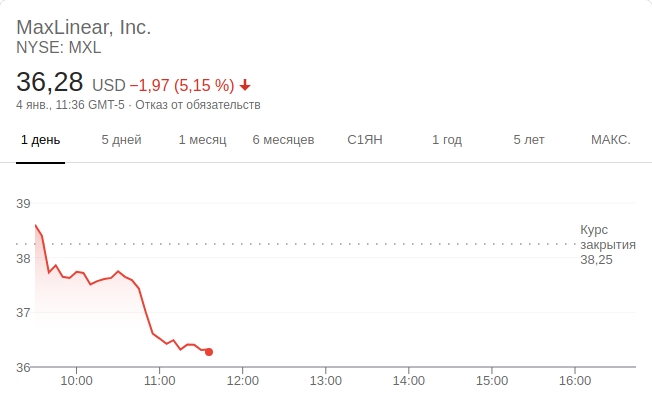 MaxLinear, Inc.
NYSE: MXL
36,28 USD −1,97 (5,15 %)
4 янв., 11:36 GMT-5 · Отказ от обязательств
1 день 5 дней 1 месяц 6 месяцев С1ЯН 1 год 5 лет МАКС.
39
Курс
закрытия
38,25
38
37
36
10:00 11:00 12:00 13:00 14:00 15:00 16:00